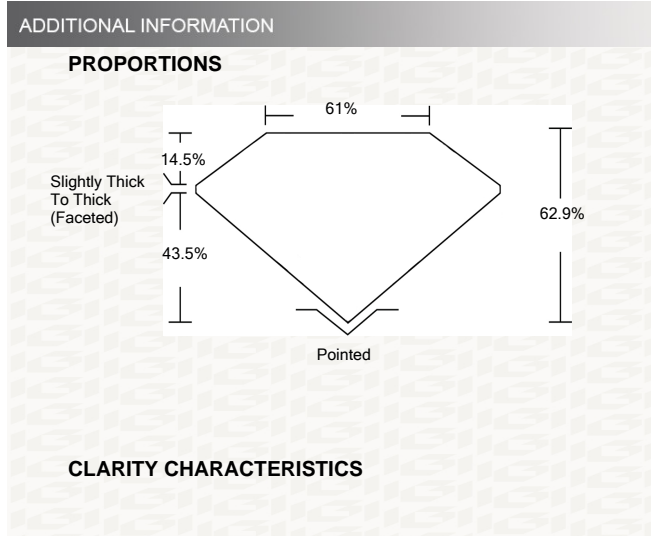 ADDITIONAL INFORMATION
PROPORTIONS
61%
14.5%
Slightly Thick
To Thick
(Faceted)
62.9%
43.5%
Pointed
CLARITY CHARACTERISTICS